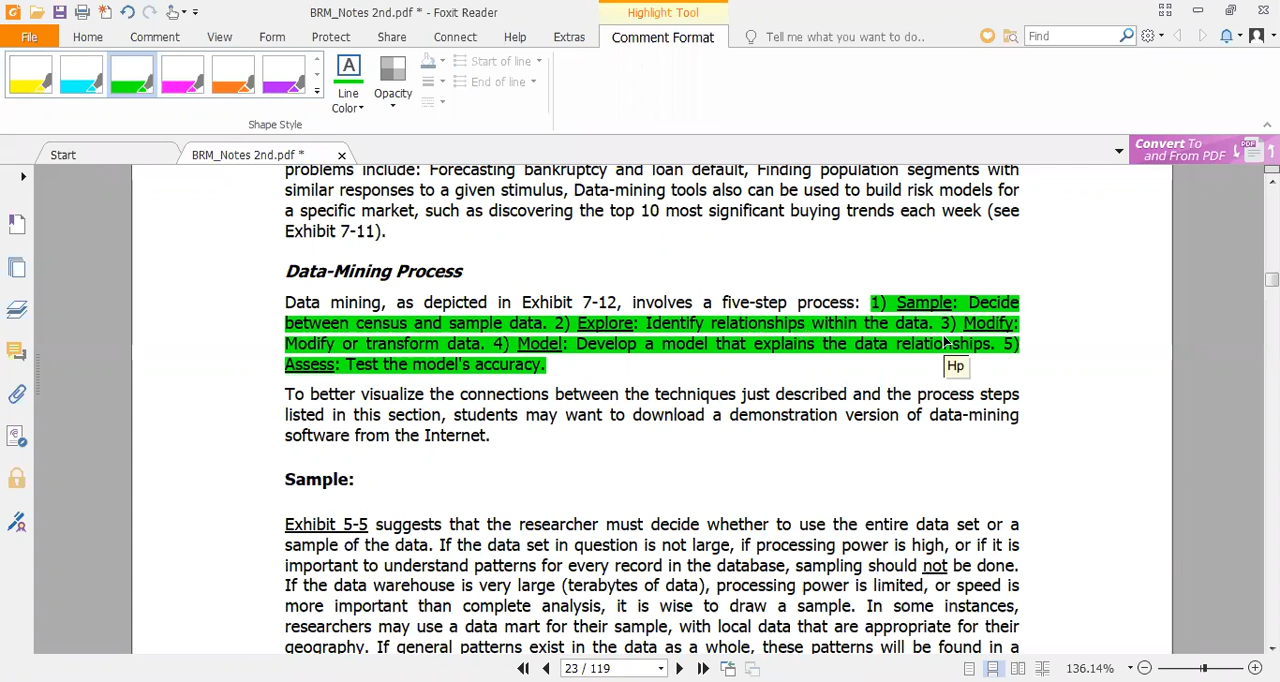 BRM_Notes 2nd.pdf * - Foxit Reader
Highlight Tool
File
Home
Comment
View
Form
Protect
Share
Connect
Help
Extras
Comment Format
Tell me what you want to do..
Find
Line
Color
Opacity
Start of line
End of line
Shape Style
Start
BRM_Notes 2nd.pdf *
Convert To
and From PDF
PDF
problems include: Forecasting bankruptcy and loan default, Finding population segments with
similar responses to a given stimulus, Data-mining tools also can be used to build risk models for
a specific market, such as discovering the top 10 most significant buying trends each week (see
Exhibit 7-11).
Data-Mining Process
Data mining, as depicted in Exhibit 7-12, involves a five-step process: 1) Sample: Decide
between census and sample data. 2) Explore: Identify relationships within the data. 3) Modify:
Modify or transform data. 4) Model: Develop a model that explains the data relationships. 5)
Assess: Test the model's accuracy.
Hp
To better visualize the connections between the techniques just described and the process steps
listed in this section, students may want to download a demonstration version of data-mining
software from the Internet.
Sample:
Exhibit 5-5 suggests that the researcher must decide whether to use the entire data set or a
sample of the data. If the data set in question is not large, if processing power is high, or if it is
important to understand patterns for every record in the database, sampling should not be done.
If the data warehouse is very large (terabytes of data), processing power is limited, or speed is
more important than complete analysis, it is wise to draw a sample. In some instances,
researchers may use a data mart for their sample, with local data that are appropriate for their
geography. If general patterns exist in the data as a whole, these patterns will be found in a
23 / 119
136.14%